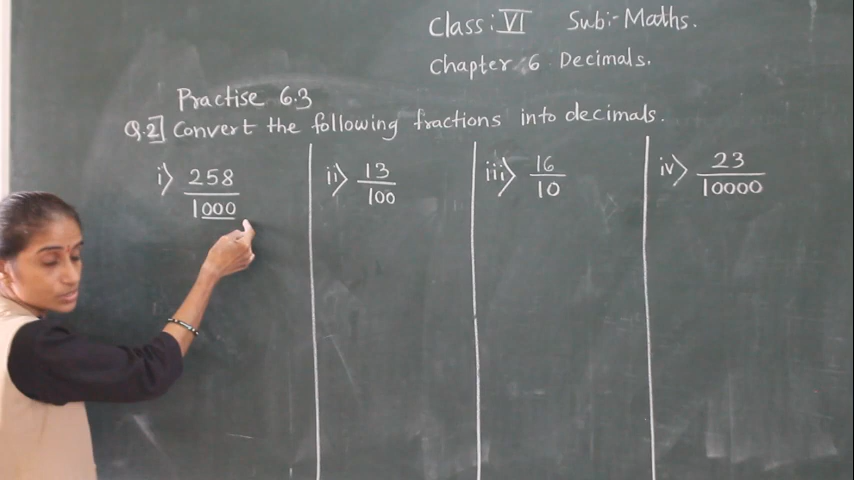 Class: VI Sub:- Maths.
Chapter 6 Decimals.
Practise 6.3
Q.2] Convert the following fractions into decimals.
i) 258/1000
ii) 13/100
iii) 16/10
iv) 23/10000